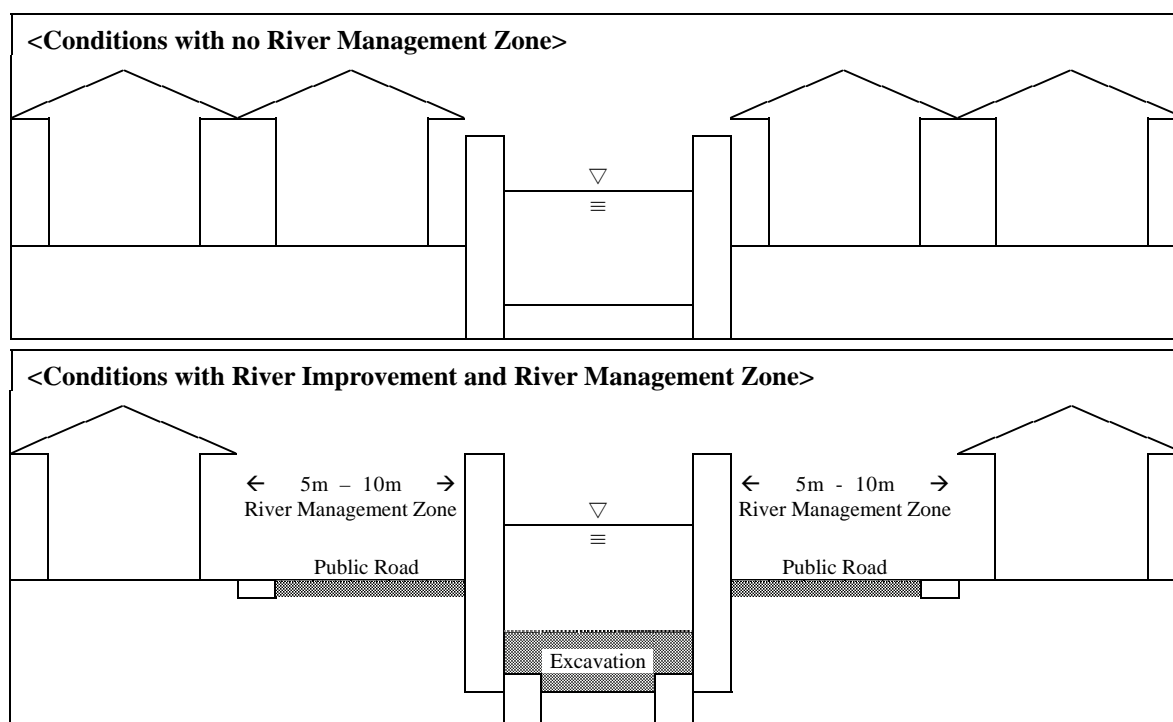 <Conditions with no River Management Zone>
<Conditions with River Improvement and River Management Zone>
← 5m – 10m →
River Management Zone
← 5m - 10m →
River Management Zone
Public Road
Public Road
Excavation